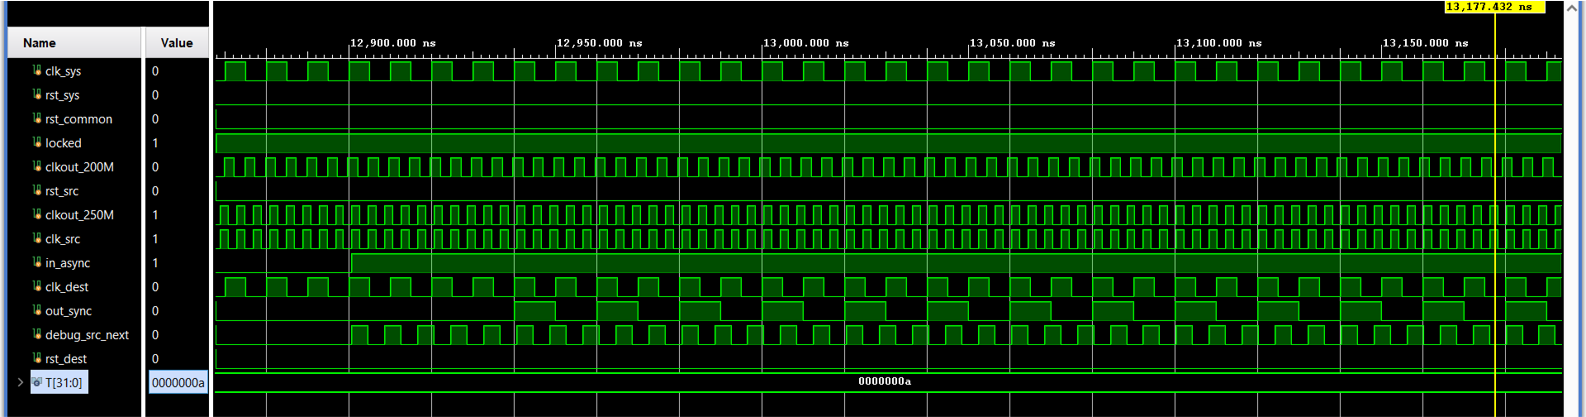 13,177.432 ns
Name Value
12,900.000 ns 12,950.000 ns 13,000.000 ns 13,050.000 ns 13,100.000 ns 13,150.000 ns
clk_sys 0
rst_sys 0
rst_common 0
locked 1
clkout_200M 0
rst_src 0
clkout_250M 1
clk_src 1
in_async 1
clk_dest 0
out_sync 0
debug_src_next 0
rst_dest 0
T[31:0] 0000000a 0000000a